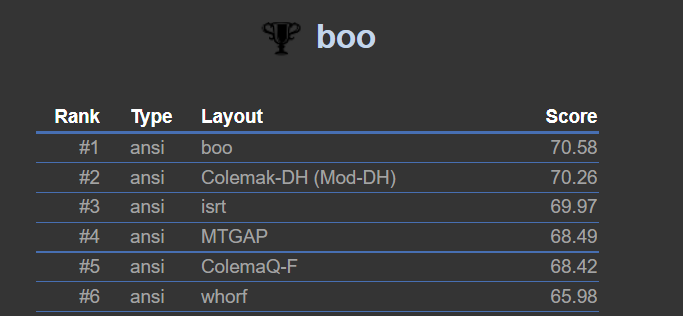 boo
Rank Type Layout Score
#1 ansi boo 70.58
#2 ansi Colemak-DH (Mod-DH) 70.26
#3 ansi isrt 69.97
#4 ansi MTGAP 68.49
#5 ansi ColemaQ-F 68.42
#6 ansi whorf 65.98